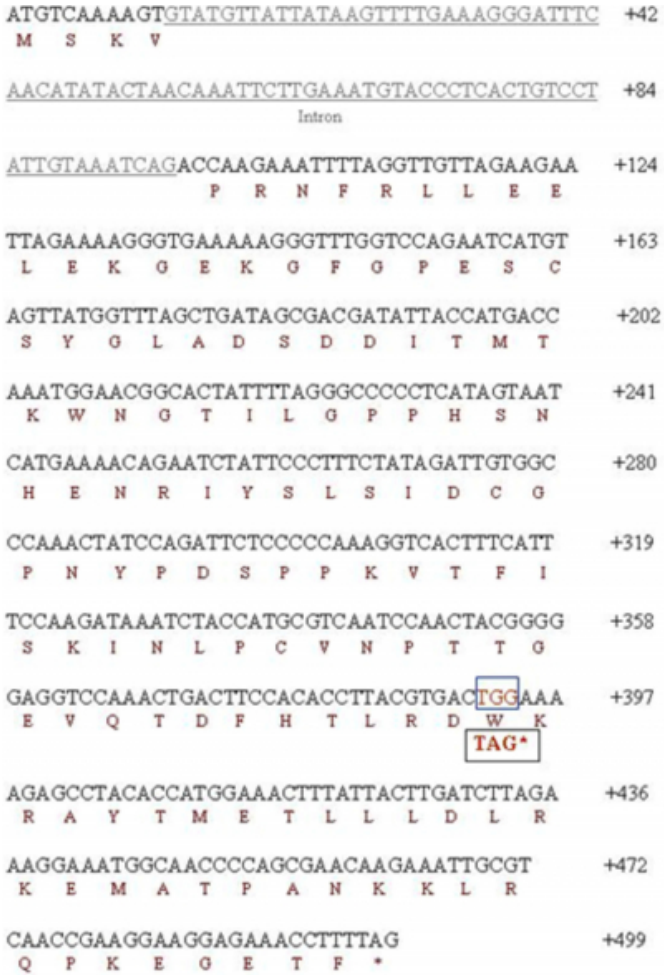 ATGTCAAAAGTGTATGTTATTATAAGTTTTGAAAGGGATTTC +42
M S K V
AACATATACTAACAAATTCTTGAAATGTACCCTCACTGTCCT +84
Intron
ATTGTAAATCAGACCAAGAAATTTTAGGTTGTTAGAAGAA +124
P R N F R L L E E
TTAGAAAAGGGTGAAAAAGGGTTTGGTCCAGAATCATGT +163
L E K G E K G F G P E S C
AGTTATGGTTTAGCTGATAGCGACGATATTACCATGACC +202
S Y G L A D S D D I T M T
AAATGGAACGGCACTATTTTAGGGCCCCCTCATAGTAAT +241
K W N G T I L G P P H S N
CATGAAAACAGAATCTATTCCCTTTCTATAGATTGTGGC +280
H E N R I Y S L S I D C G
CCAAACTATCCAGATTCTCCCCCAAAGGTCACTTTCATT +319
P N Y P D S P P K V T F I
TCCAAGATAAATCTACCATGCGTCAATCCAACTACGGGG +358
S K I N L P C V N P T T G
GAGGTCCAAACTGACTTCCACACCTTACGTGACTGGAAA +397
E V Q T D F H T L R D W K
TAG*
AGAGCCTACACCATGGAAACTTTATTACTTGATCTTAGA +436
R A Y T M E T L L L D L R
AAGGAAATGGCAACCCCAGCGAACAAGAAATTGCGT +472
K E M A T P A N K K L R
CAACCGAAGGAAGGAGAAACCTTTTAG +499
Q P K E G E T F *